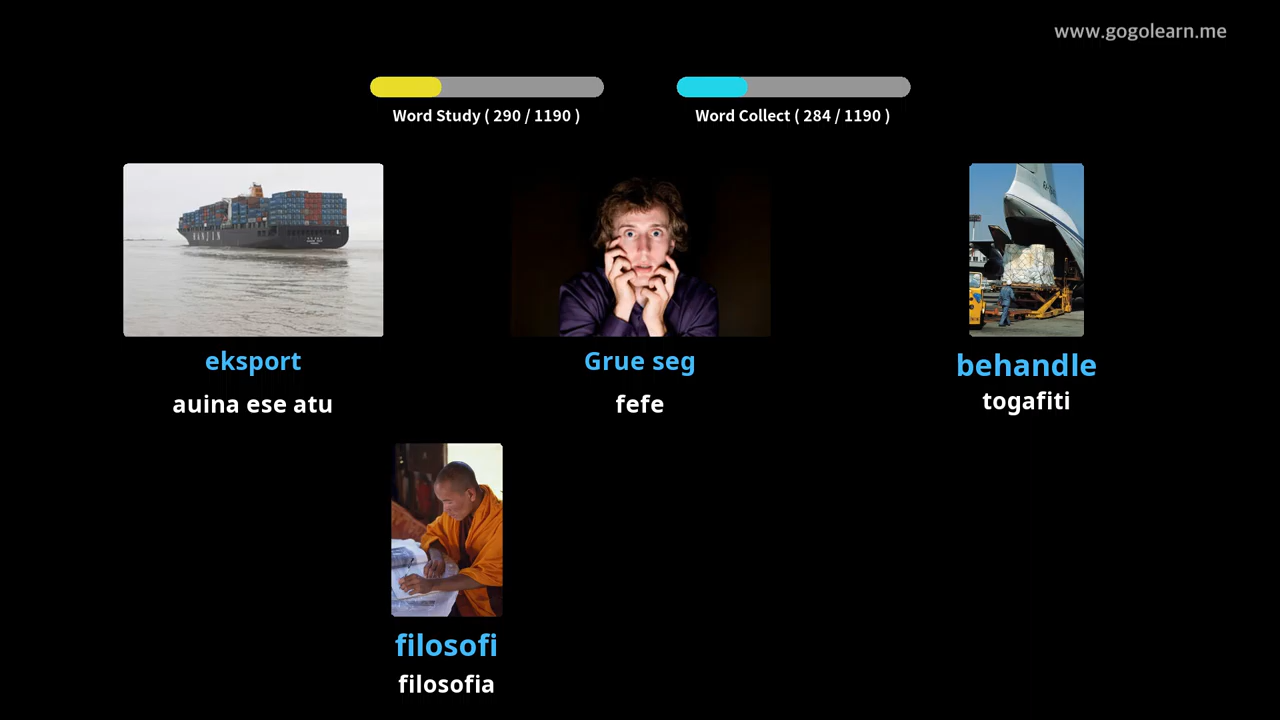 www.gogolearn.me
Word Study ( 290 / 1190 )
Word Collect ( 284 / 1190 )
HANJIN
eksport
Grue seg
behandle
auina ese atu
fefe
togafiti
filosofi
filosofia